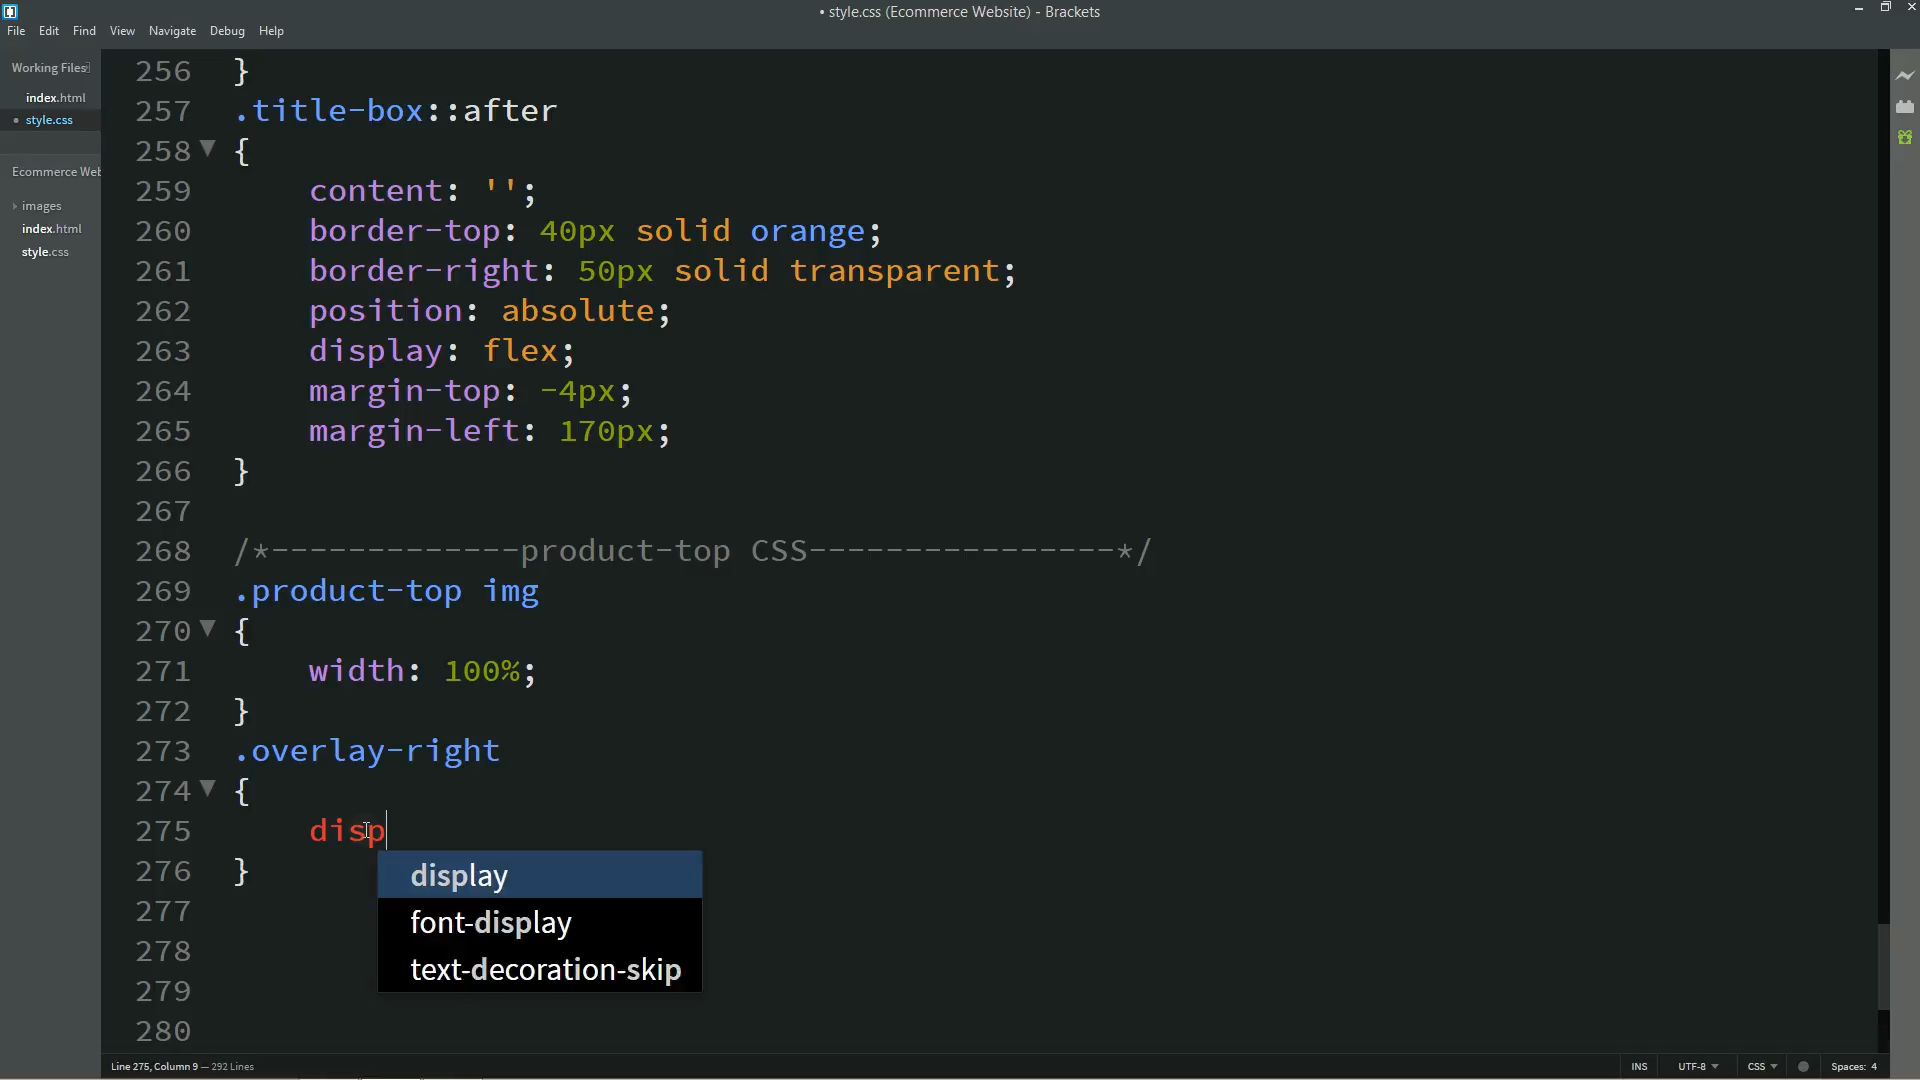 • style.css (Ecommerce Website) - Brackets
File Edit Find View Navigate Debug Help
Working Files
index.html
• style.css
Ecommerce Web
images
index.html
style.css
256 }
257 .title-box::after
258 {
259 content: '';
260 border-top: 40px solid orange;
261 border-right: 50px solid transparent;
262 position: absolute;
263 display: flex;
264 margin-top: -4px;
265 margin-left: 170px;
266 }
267
268 /*-------------product-top CSS----------------*/
269 .product-top img
270 {
271 width: 100%;
272 }
273 .overlay-right
274 {
275 disp
276 }
277
278
279
280
display
font-display
text-decoration-skip
Line 275, Column 9 — 292 Lines
INS UTF-8 CSS Spaces: 4